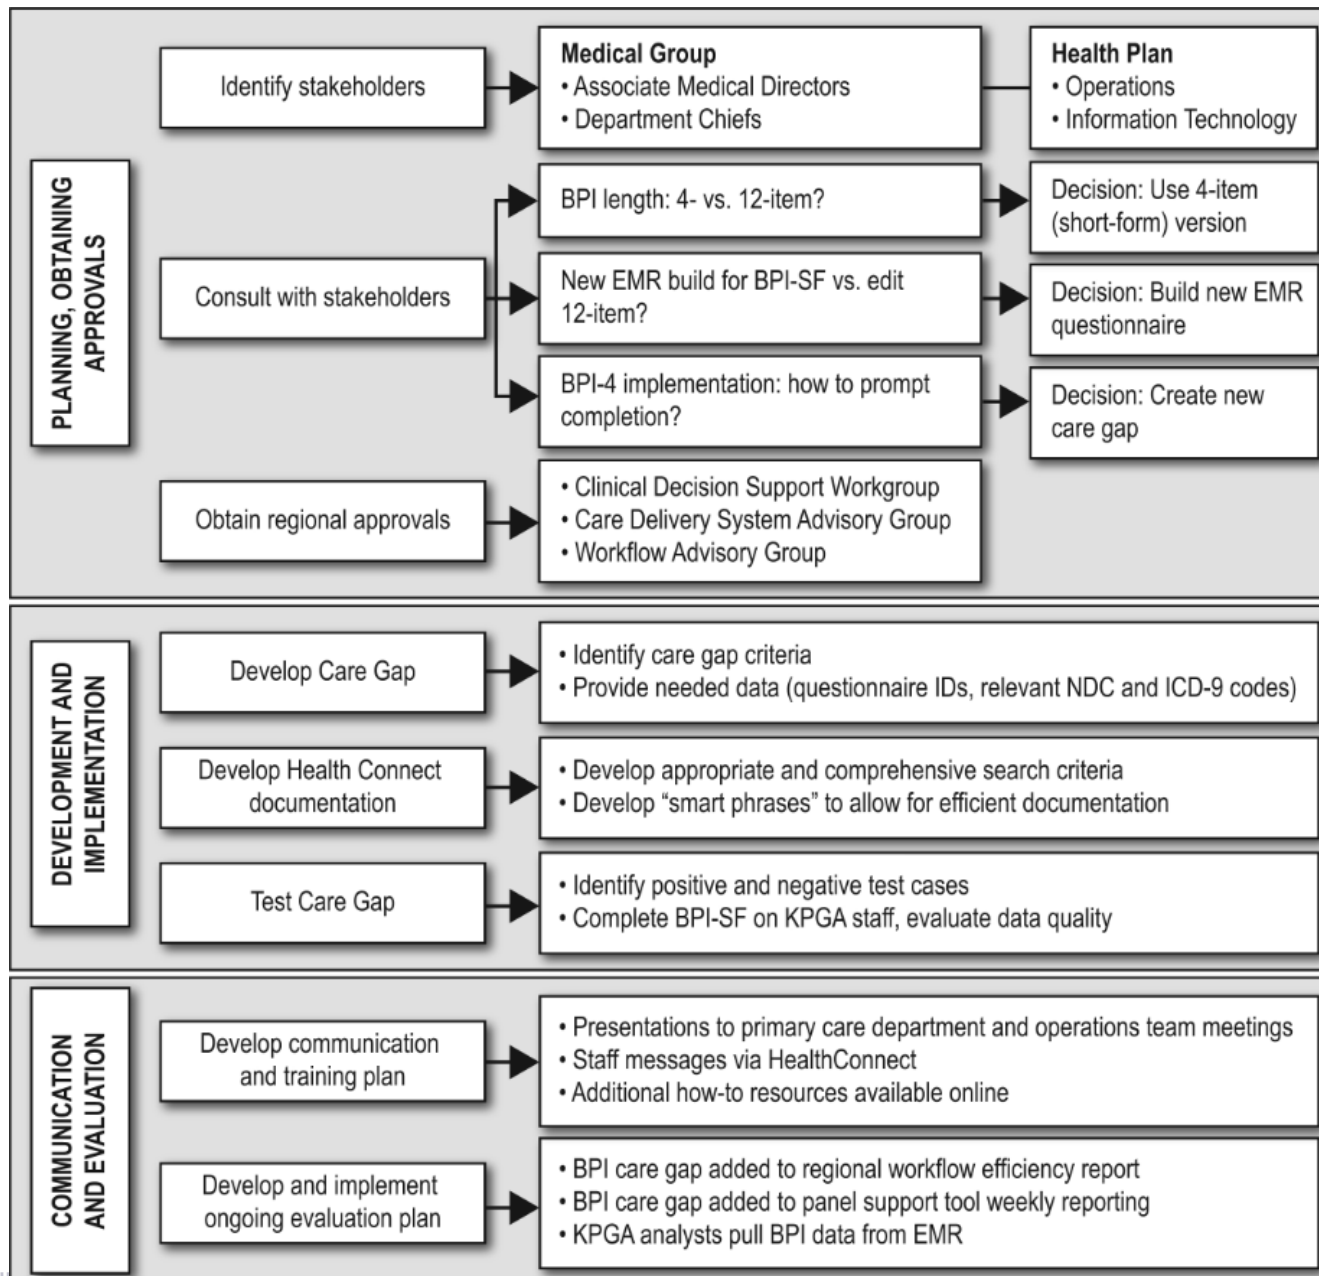 PLANNING, OBTAINING
APPROVALS
Identify stakeholders
Medical Group
• Associate Medical Directors
• Department Chiefs
Health Plan
• Operations
• Information Technology
Consult with stakeholders
BPI length: 4- vs. 12-item?
Decision: Use 4-item
(short-form) version
New EMR build for BPI-SF vs. edit
12-item?
Decision: Build new EMR
questionnaire
BPI-4 implementation: how to prompt
completion?
Decision: Create new
care gap
Obtain regional approvals
• Clinical Decision Support Workgroup
• Care Delivery System Advisory Group
• Workflow Advisory Group
DEVELOPMENT AND
IMPLEMENTATION
Develop Care Gap
• Identify care gap criteria
• Provide needed data (questionnaire IDs, relevant NDC and ICD-9 codes)
Develop Health Connect
documentation
• Develop appropriate and comprehensive search criteria
• Develop “smart phrases” to allow for efficient documentation
Test Care Gap
• Identify positive and negative test cases
• Complete BPI-SF on KPGA staff, evaluate data quality
COMMUNICATION
AND EVALUATION
Develop communication
and training plan
• Presentations to primary care department and operations team meetings
• Staff messages via HealthConnect
• Additional how-to resources available online
Develop and implement
ongoing evaluation plan
• BPI care gap added to regional workflow efficiency report
• BPI care gap added to panel support tool weekly reporting
• KPGA analysts pull BPI data from EMR